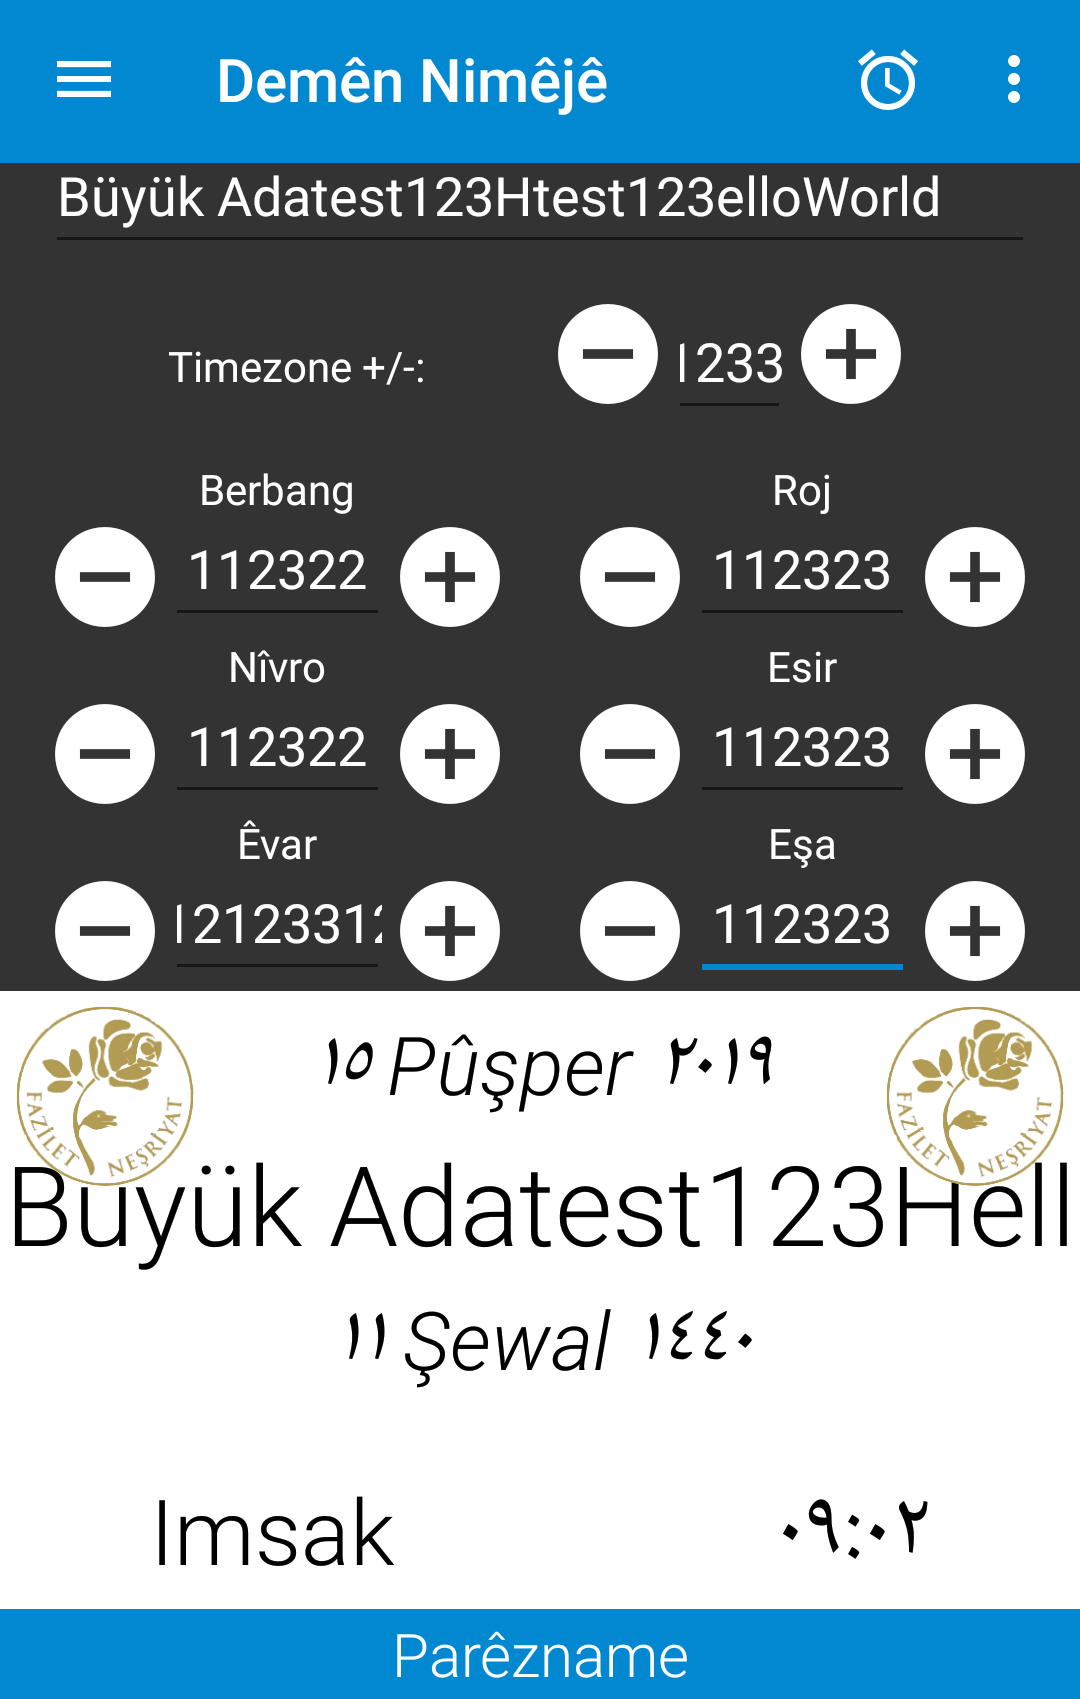 Demên Nimêjê
Büyük Adatest123Htest123elloWorld
Timezone +/-:
1233
Berbang
Roj
112322
112323
Nîvro
Esir
112322
112323
Êvar
Eşa
1212331
112323
١٥ Pûşper ٢٠١٩
FAZİLET NEŞRİYAT
FAZİLET NEŞRİYAT
Büyük Adatest123Hell
١١ Şewal ١٤٤٠
Imsak
٠٩:٠٢
Parêzname